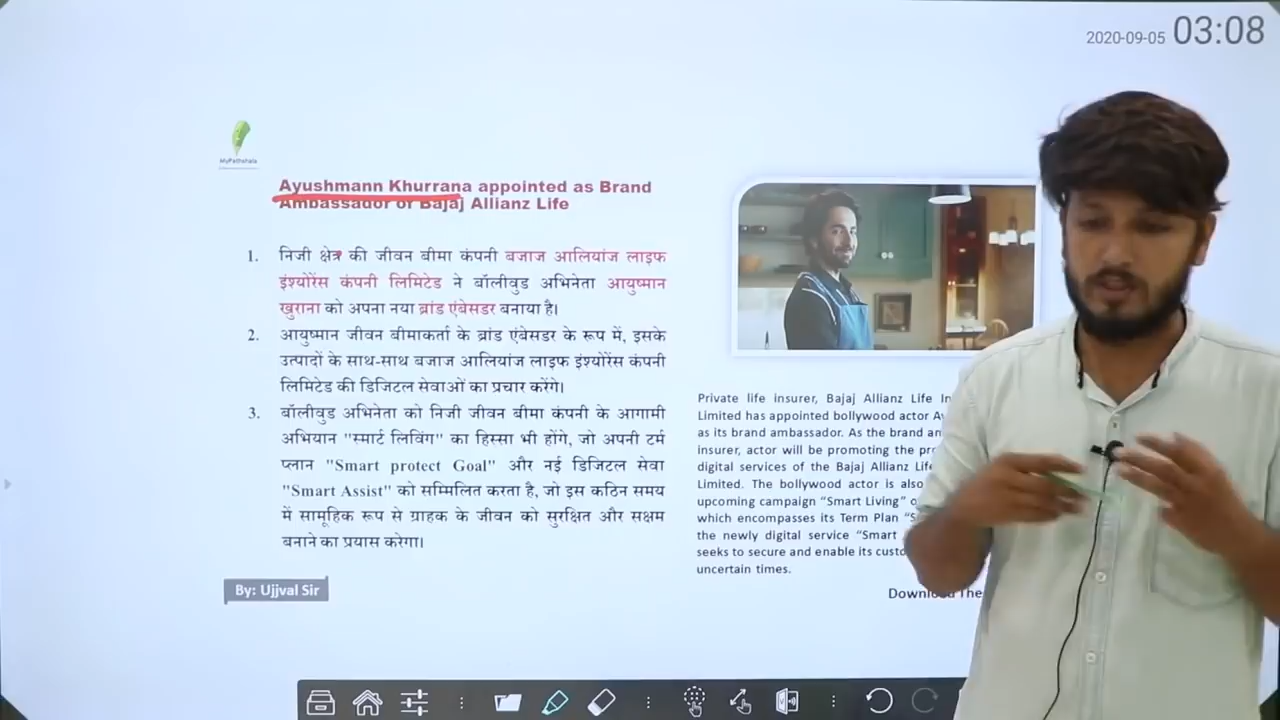 2020-09-05 03:08
MyPathshala
Ayushmann Khurrana appointed as Brand
Ambassador of Bajaj Allianz Life
1. निजी क्षेत्र की जीवन बीमा कंपनी बजाज आलियांज लाइफ
इंश्योरेंस कंपनी लिमिटेड ने बॉलीवुड अभिनेता आयुष्मान
खुराना को अपना नया ब्रांड एंबेसडर बनाया है।
2. आयुष्मान जीवन बीमाकर्ता के ब्रांड एंबेसडर के रूप में, इसके
उत्पादों के साथ-साथ बजाज आलियांज लाइफ इंश्योरेंस कंपनी
लिमिटेड की डिजिटल सेवाओं का प्रचार करेंगे।
3. बॉलीवुड अभिनेता को निजी जीवन बीमा कंपनी के आगामी
अभियान "स्मार्ट लिविंग" का हिस्सा भी होंगे, जो अपनी टर्म
प्लान "Smart protect Goal" और नई डिजिटल सेवा
"Smart Assist" को सम्मिलित करता है, जो इस कठिन समय
में सामूहिक रूप से ग्राहक के जीवन को सुरक्षित और सक्षम
बनाने का प्रयास करेगा।
Private life insurer, Bajaj Allianz Life
Limited has appointed bollywood actor
as its brand ambassador. As the brand
insurer, actor will be promoting the
digital services of the Bajaj Allianz
Limited. The bollywood actor is also
upcoming campaign “Smart Living”
which encompasses its Term Plan
the newly digital service “Smart
seeks to secure and enable its
uncertain times.
By: Ujjval Sir
Download The